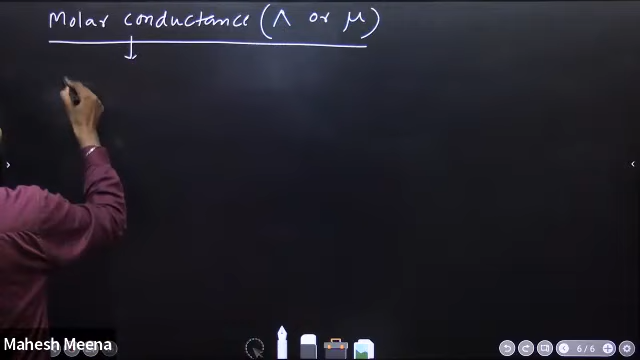 Molar conductance (Λ or μ)
Mahesh Meena
6/6